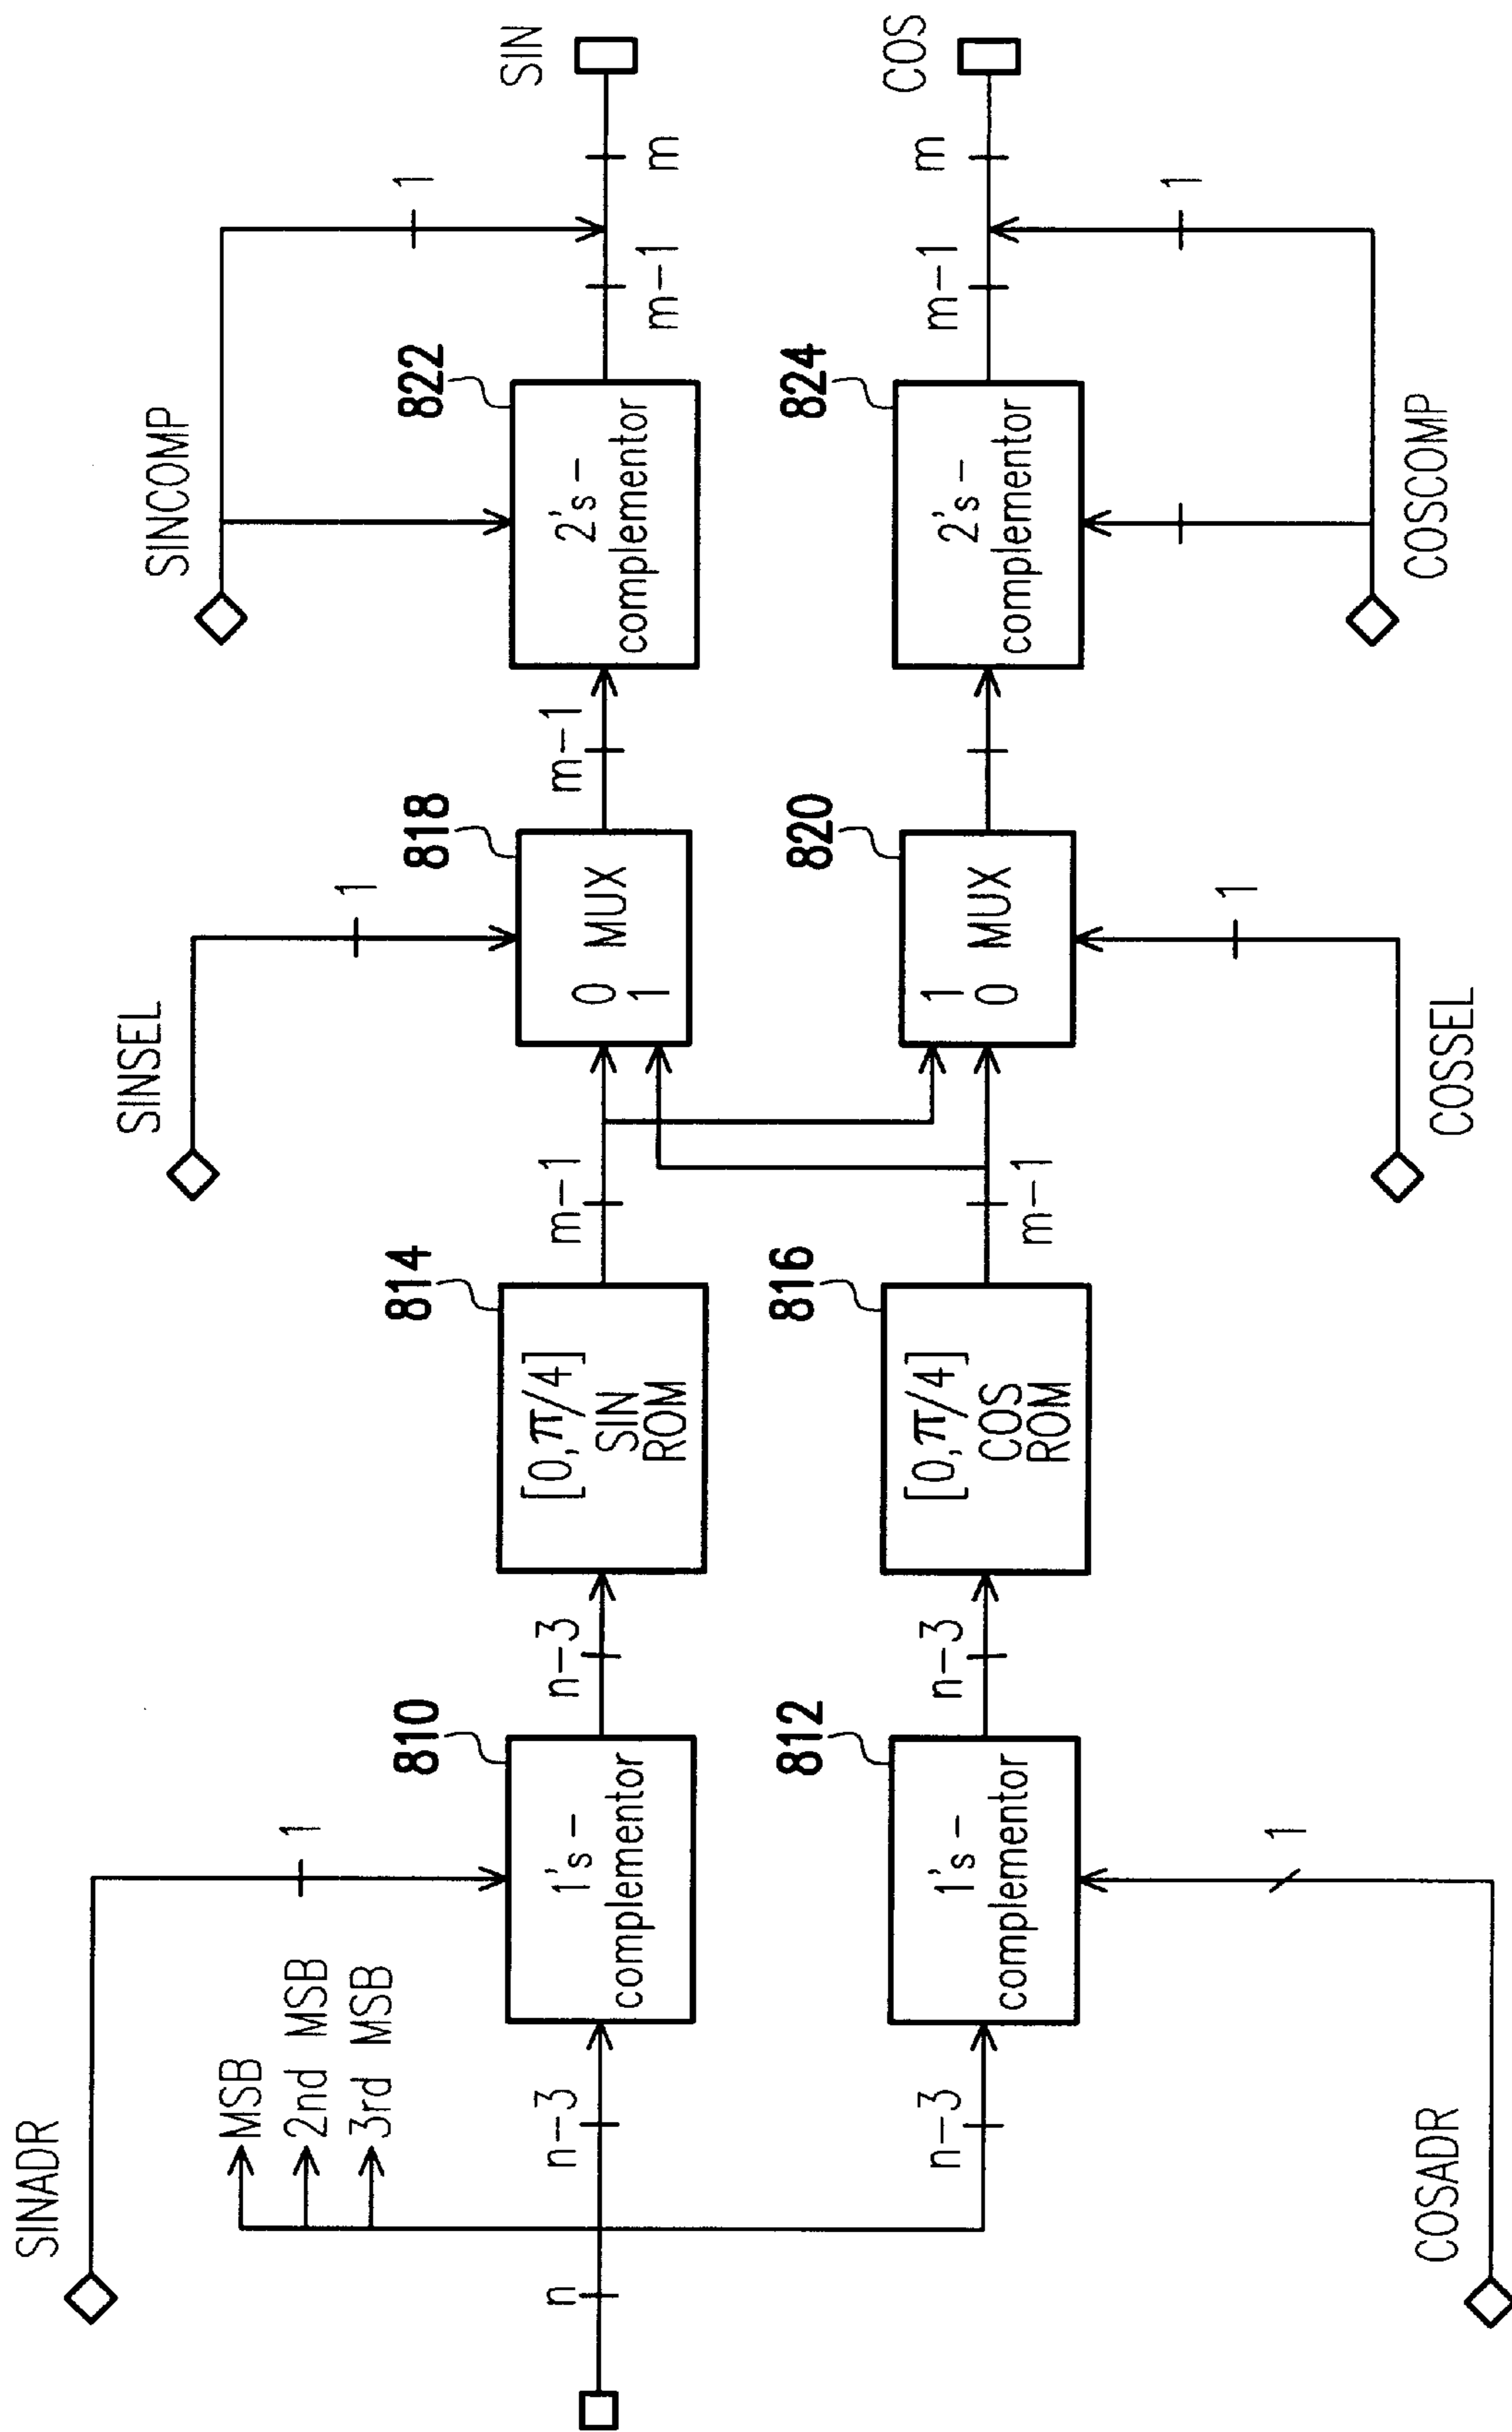 SINADR
MSB
2nd MSB
3rd MSB
1
n
n-3
n-3
810
1's-
complementor
812
1's-
complementor
1
COSADR
n-3
n-3
814
[0,π/4]
SIN
ROM
816
[0,π/4]
COS
ROM
m-1
m-1
SINSEL
1
818
0 MUX
1
820
1
0 MUX
1
COSSEL
m-1
SINCOMP
822
2's-
complementor
824
2's-
complementor
COSCOMP
1
m-1
m
SIN
m-1
m
COS
1